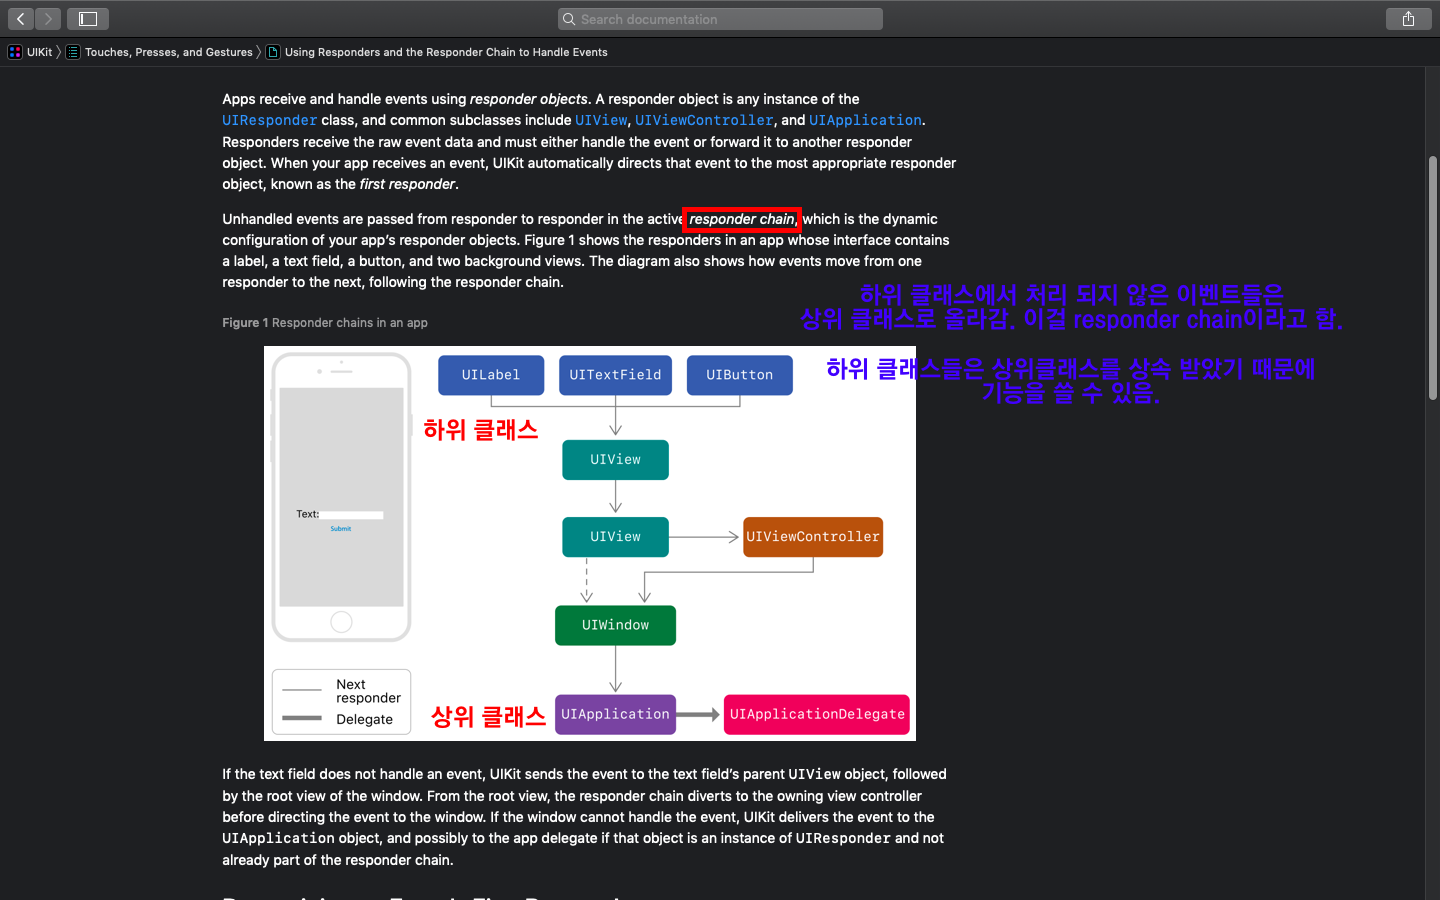 Search documentation
UIKit
Touches, Presses, and Gestures
Using Responders and the Responder Chain to Handle Events
Apps receive and handle events using responder objects. A responder object is any instance of the
UIResponder class, and common subclasses include UIView, UIViewController, and UIApplication.
Responders receive the raw event data and must either handle the event or forward it to another responder
object. When your app receives an event, UIKit automatically directs that event to the most appropriate responder
object, known as the first responder.
Unhandled events are passed from responder to responder in the active responder chain, which is the dynamic
configuration of your app's responder objects. Figure 1 shows the responders in an app whose interface contains
a label, a text field, a button, and two background views. The diagram also shows how events move from one
responder to the next, following the responder chain.
하위 클래스에서 처리 되지 않은 이벤트들은
상위 클래스로 올라감. 이걸 responder chain이라고 함.
하위 클래스들은 상위클래스를 상속 받았기 때문에
기능을 쓸 수 있음.
Figure 1 Responder chains in an app
UILabel
UITextField
UIButton
하위 클래스
UIView
Text:
Submit
UIView
UIViewController
UIWindow
Next
responder
Delegate
상위 클래스
UIApplication
UIApplicationDelegate
If the text field does not handle an event, UIKit sends the event to the text field's parent UIView object, followed
by the root view of the window. From the root view, the responder chain diverts to the owning view controller
before directing the event to the window. If the window cannot handle the event, UIKit delivers the event to the
UIApplication object, and possibly to the app delegate if that object is an instance of UIResponder and not
already part of the responder chain.